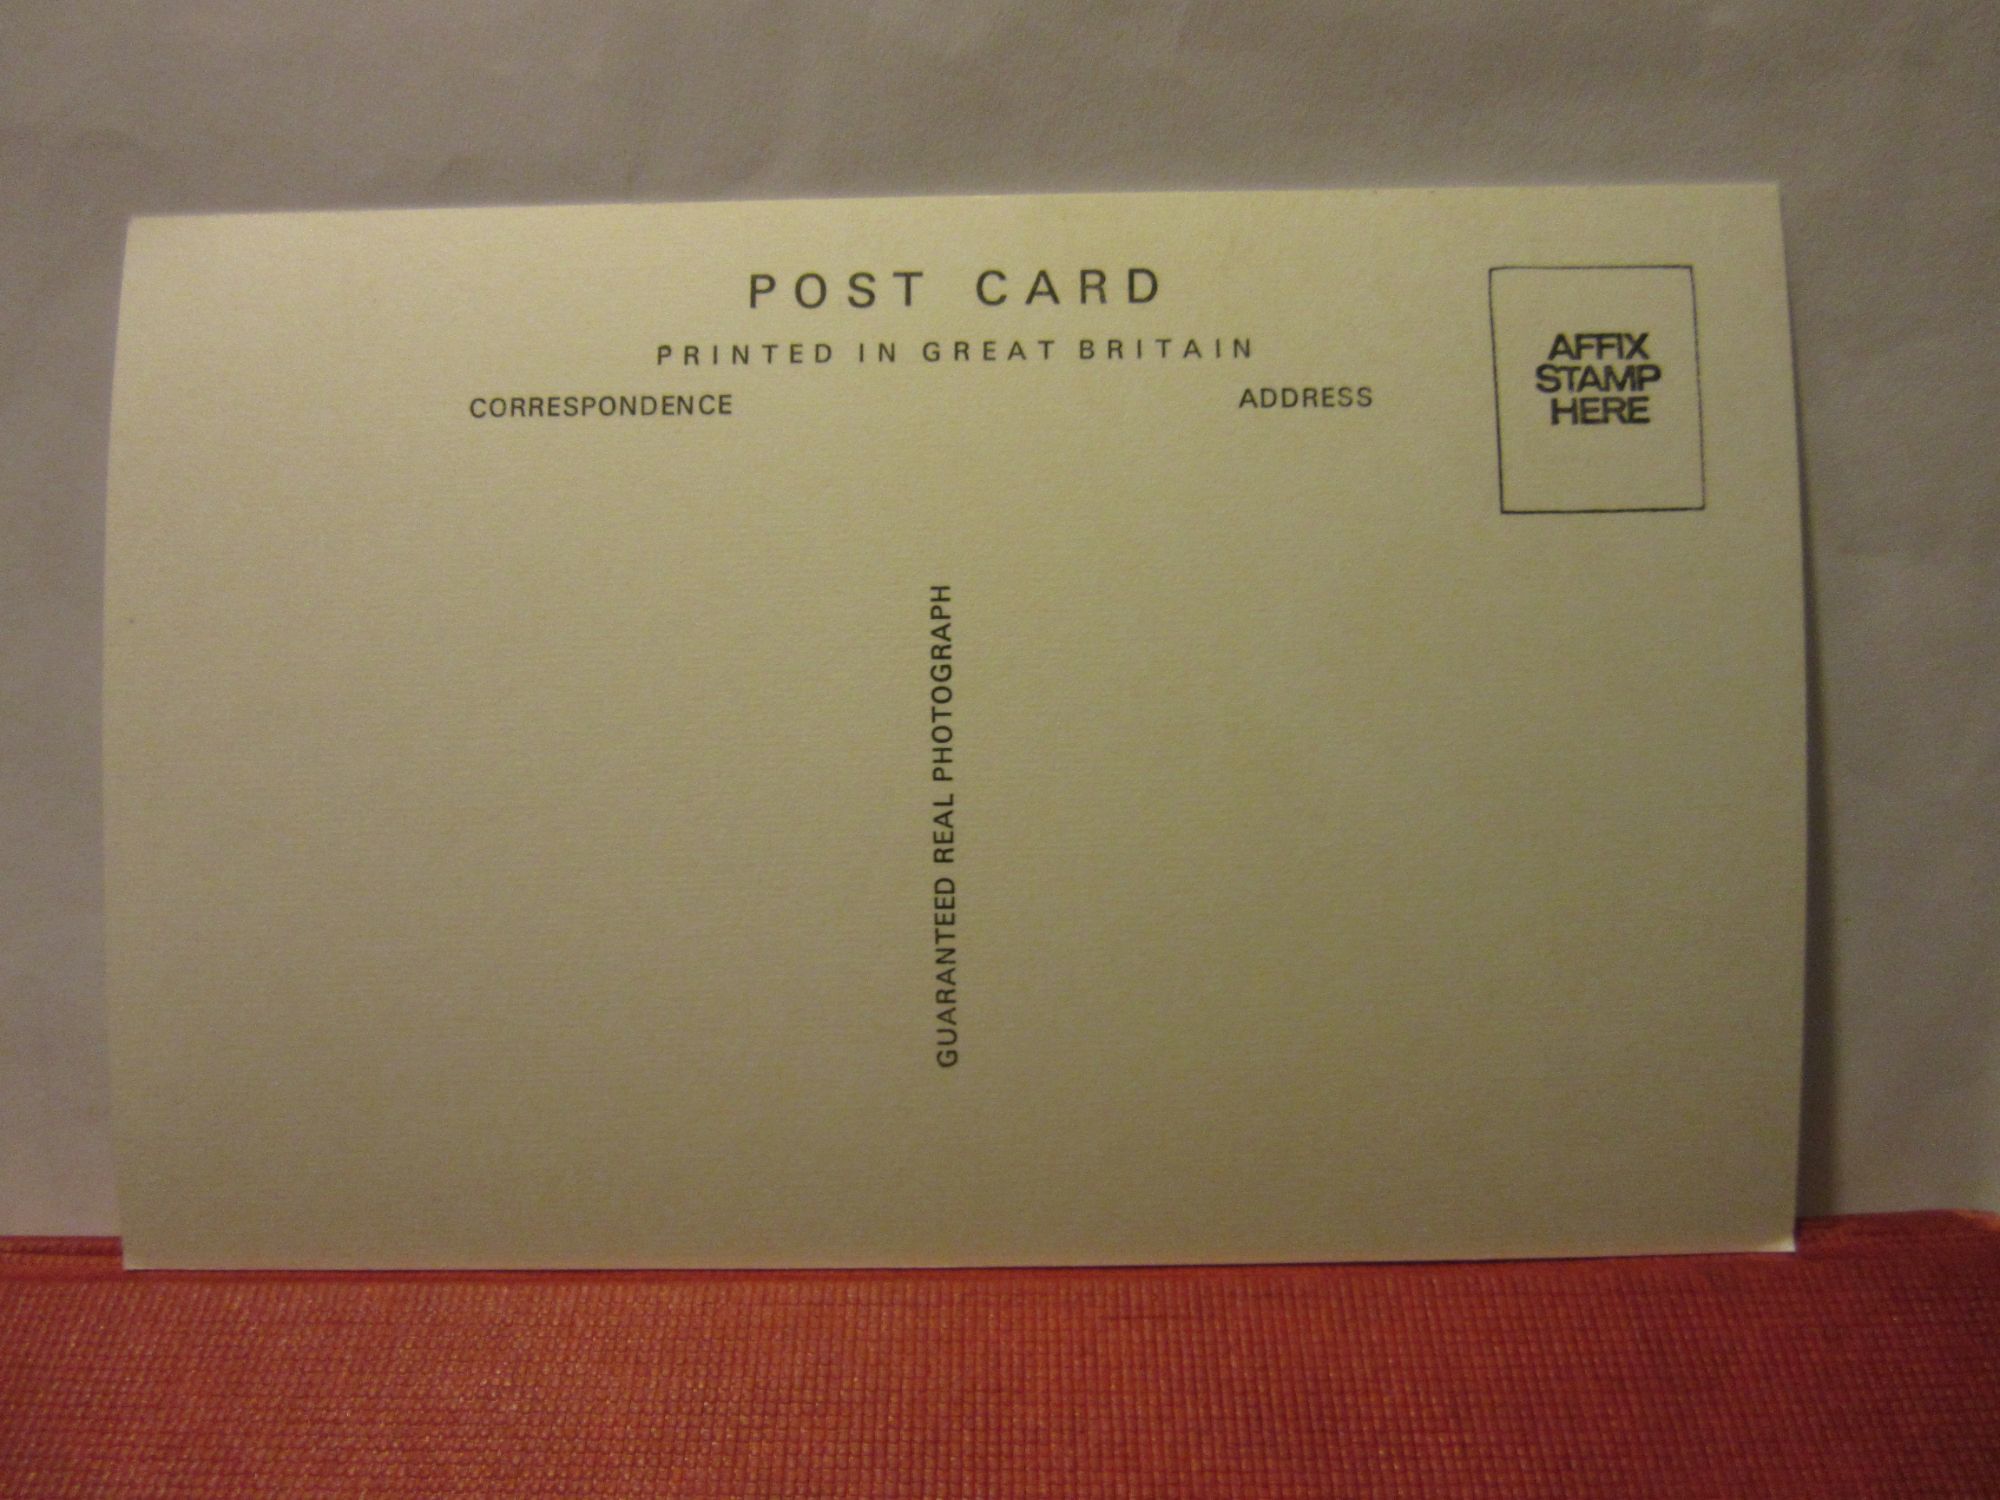 POST CARD
PRINTED IN GREAT BRITAIN
CORRESPONDENCE
ADDRESS
AFFIX
STAMP
HERE
GUARANTEED REAL PHOTOGRAPH